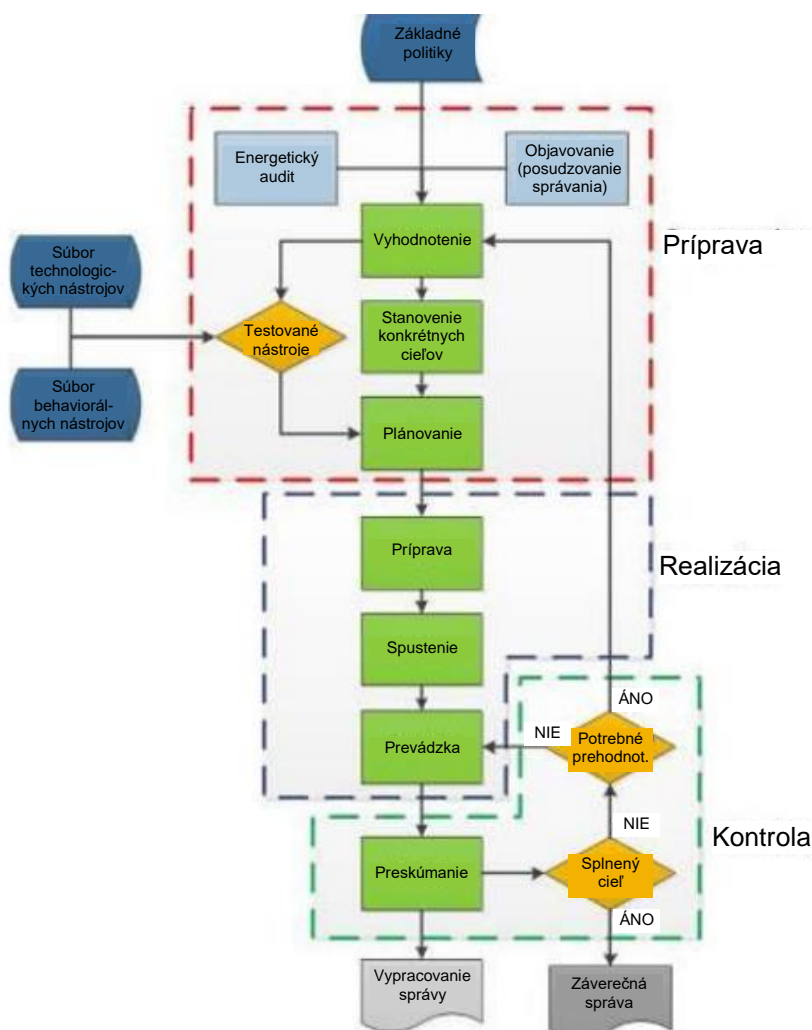 Základné
politiky
Energetický
audit
Objavovanie
(posudzovanie
správania)
Vyhodnotenie
Príprava
Súbor
technologic-
kých nástrojov
Testované
nástroje
Stanovenie
konkrétnych
cieľov
Súbor
behaviorál-
nych nástrojov
Plánovanie
Príprava
Realizácia
Spustenie
ÁNO
NIE
Potrebné
prehodnot.
Prevádzka
NIE
Kontrola
Preskúmanie
Splnený
cieľ
ÁNO
Vypracovanie
správy
Záverečná
správa